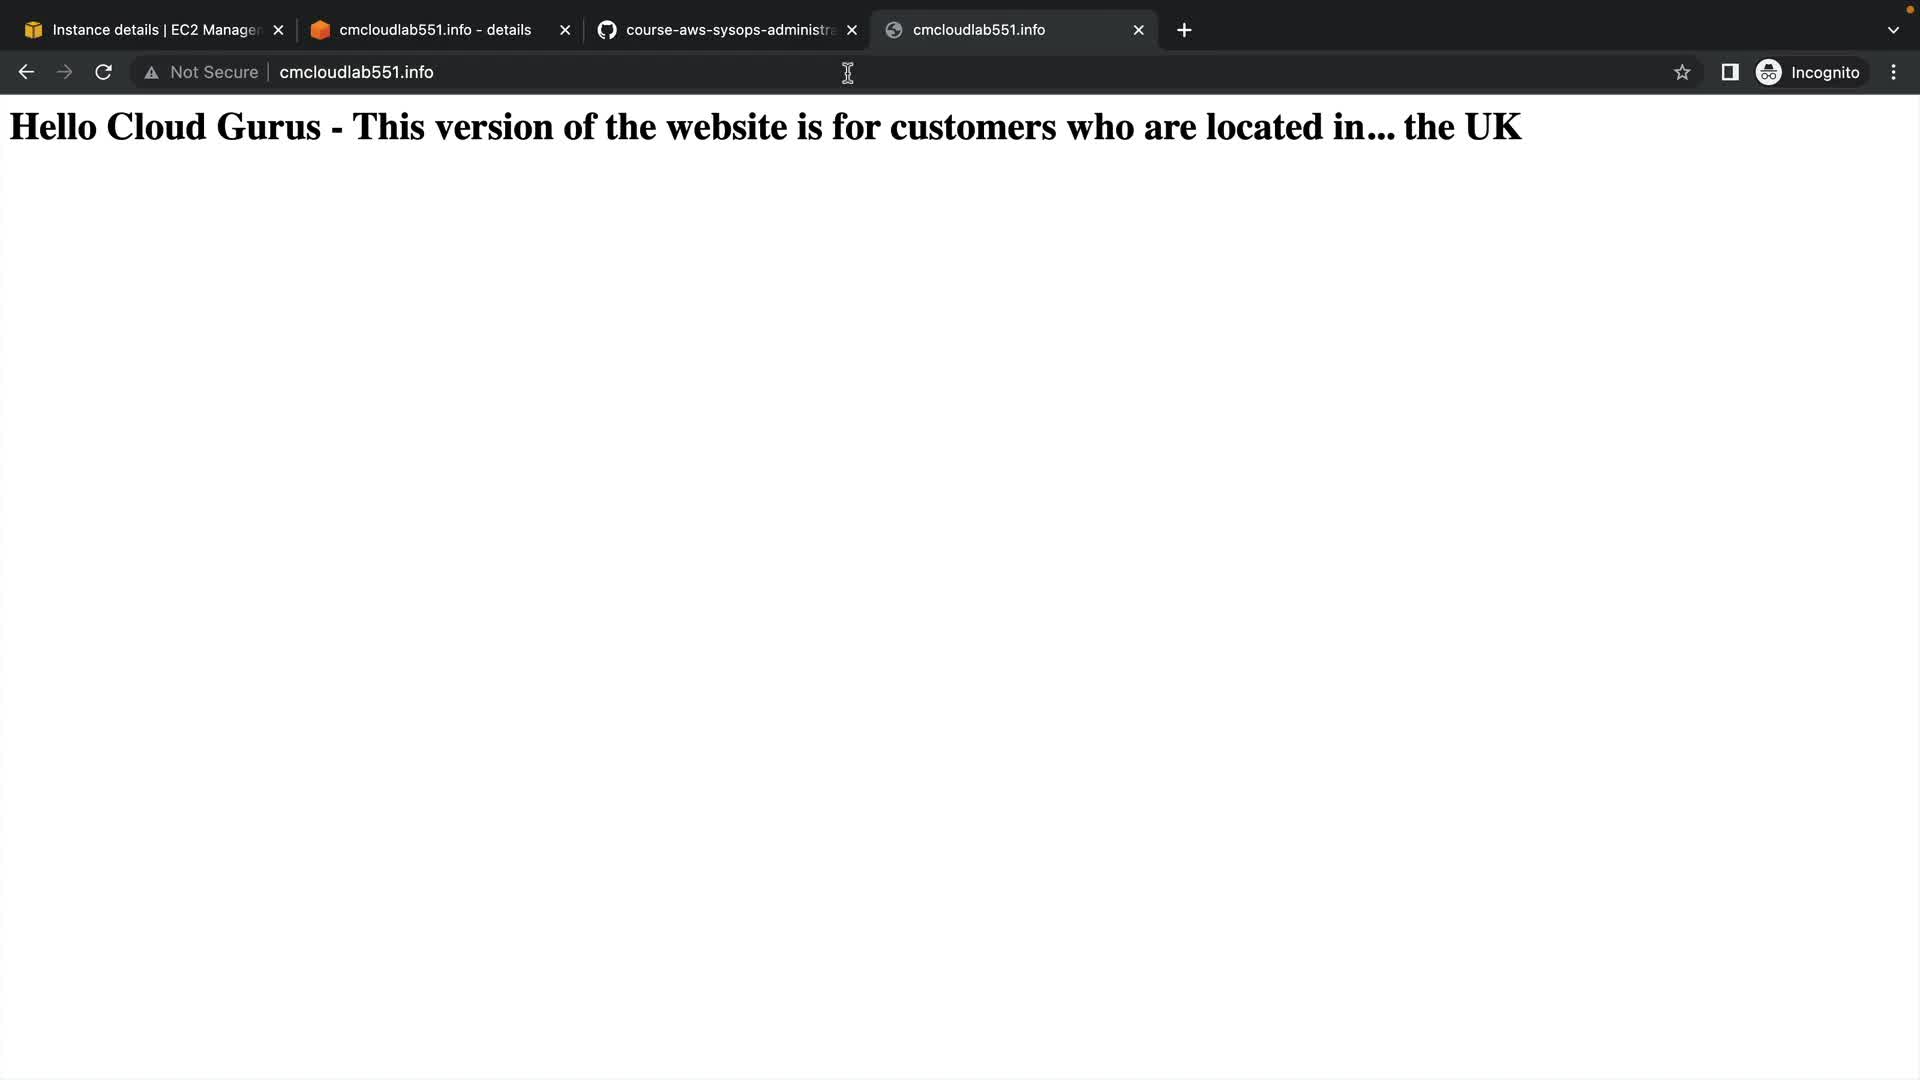 Instance details | EC2 Manager
cmcloudlab551.info - details
course-aws-sysops-administra
cmcloudlab551.info
Not Secure
cmcloudlab551.info
Incognito
Hello Cloud Gurus - This version of the website is for customers who are located in... the UK